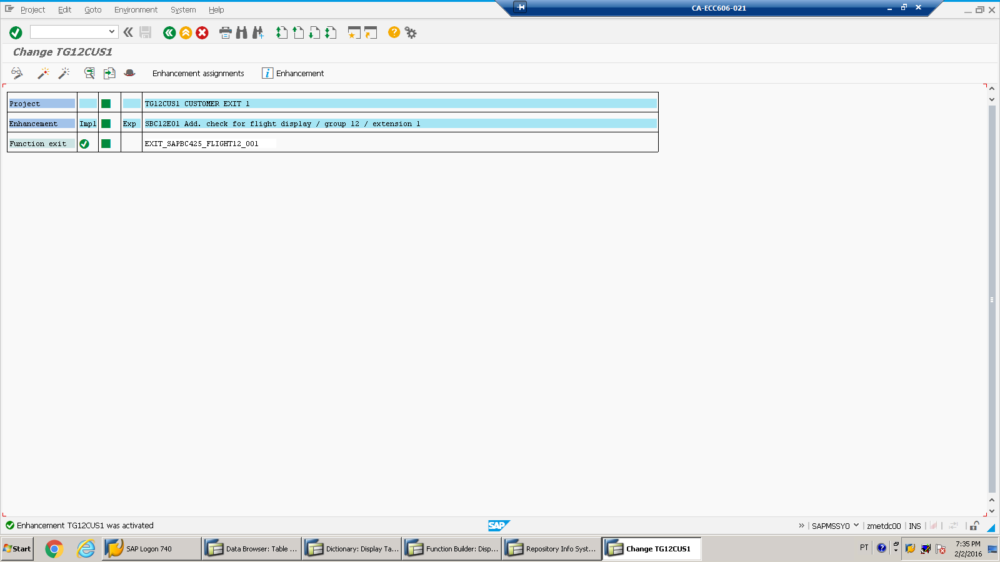 Project Edit Goto Environment System Help
CA-ECC606-021
Change TG12CUS1
Enhancement assignments Enhancement
Project TG12CUS1 CUSTOMER EXIT 1
Enhancement Impl Exp SBC12E01 Add. check for flight display / group 12 / extension 1
Function exit EXIT_SAPBC425_FLIGHT12_001
Enhancement TG12CUS1 was activated
SAP
SAPMSSY0 zmetdc00 INS
Start
SAP Logon 740
Data Browser: Table ...
Dictionary: Display Ta...
Function Builder: Disp...
Repository Info Syst...
Change TG12CUS1
PT
7:35 PM
2/2/2016